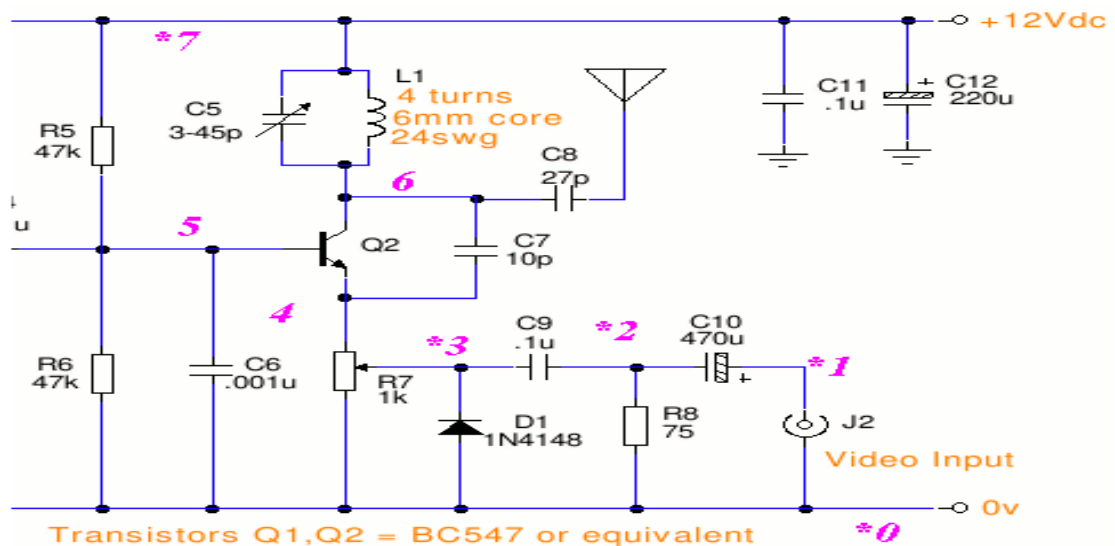 +12Vdc
*7
L1
4 turns
6mm core
24swg
C5
3-45p
C11
.1u
+
C12
220u
R5
47k
C8
27p
6
u
5
Q2
C7
10p
4
*3
C9
.1u
*2
C10
470u
+
*1
R6
47k
C6
.001u
R7
1k
D1
1N4148
R8
75
J2
Video Input
0v
*0
Transistors Q1,Q2 = BC547 or equivalent